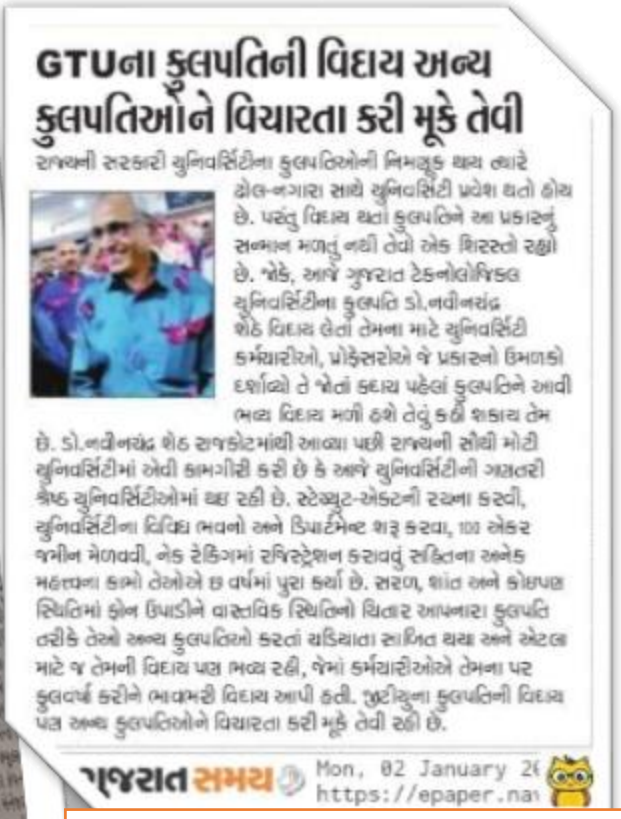 GTUના કુલપતિની વિદાય અન્ય
કુલપતિઓને વિચારતા કરી મૂકે તેવી
રાજ્યની સરકારી યુનિવર્સિટીના કુલપતિઓની નિમણૂક થાય ત્યારે
ઢોલ-નગારા સાથે યુનિવર્સિટી પ્રવેશ થતો હોય
છે. પરંતુ વિદાય થતાં કુલપતિને આ પ્રકારનું
સન્માન મળતું નથી તેવો એક શિરસ્તો રહ્યો
છે. જોકે, આજે ગુજરાત ટેકનોલોજિકલ
યુનિવર્સિટીના કુલપતિ ડો.નવીનચંદ્ર
શેઠે વિદાય લેતાં તેમના માટે યુનિવર્સિટી
કર્મચારીઓ, પ્રોફેસરોએ જે પ્રકારનો ઉમળકો
દર્શાવ્યો તે જોતાં કદાચ પહેલાં કુલપતિને આવી
ભવ્ય વિદાય મળી હશે તેવું કહી શકાય તેમ
છે. ડો.નવીનચંદ્ર શેઠ રાજકોટમાંથી આવ્યા પછી રાજ્યની સૌથી મોટી
યુનિવર્સિટીમાં એવી કામગીરી કરી છે કે આજે યુનિવર્સિટીની ગણતરી
શ્રેષ્ઠ યુનિવર્સિટીઓમાં થઇ રહી છે. સ્ટેચ્યુટ-એક્ટની રચના કરવી,
યુનિવર્સિટીના વિવિધ ભવનો અને ડિપાર્ટમેન્ટ શરૂ કરવા, 100 એકર
જમીન મેળવવી, નેક રેકિંગમાં રજિસ્ટ્રેશન કરાવવું સહિતના અનેક
મહત્ત્વના કામો તેઓએ છ વર્ષમાં પુરા કર્યા છે. સરળ, શાંત અને કોઇપણ
સ્થિતિમાં ફોન ઉપાડીને વાસ્તવિક સ્થિતિનો ચિતાર આપનારા કુલપતિ
તરીકે તેઓ અન્ય કુલપતિઓ કરતાં ચડિયાતા સાબિત થયા અને એટલા
માટે જ તેમની વિદાય પણ ભવ્ય રહી, જેમાં કર્મચારીઓએ તેમના પર
ફુલવર્ષા કરીને ભાવભરી વિદાય આપી હતી. જીટીયુના કુલપતિની વિદાય
પણ અન્ય કુલપતિઓને વિચારતા કરી મૂકે તેવી રહી છે.
ગુજરાત સમય Mon, 02 January
https://epaper.nav